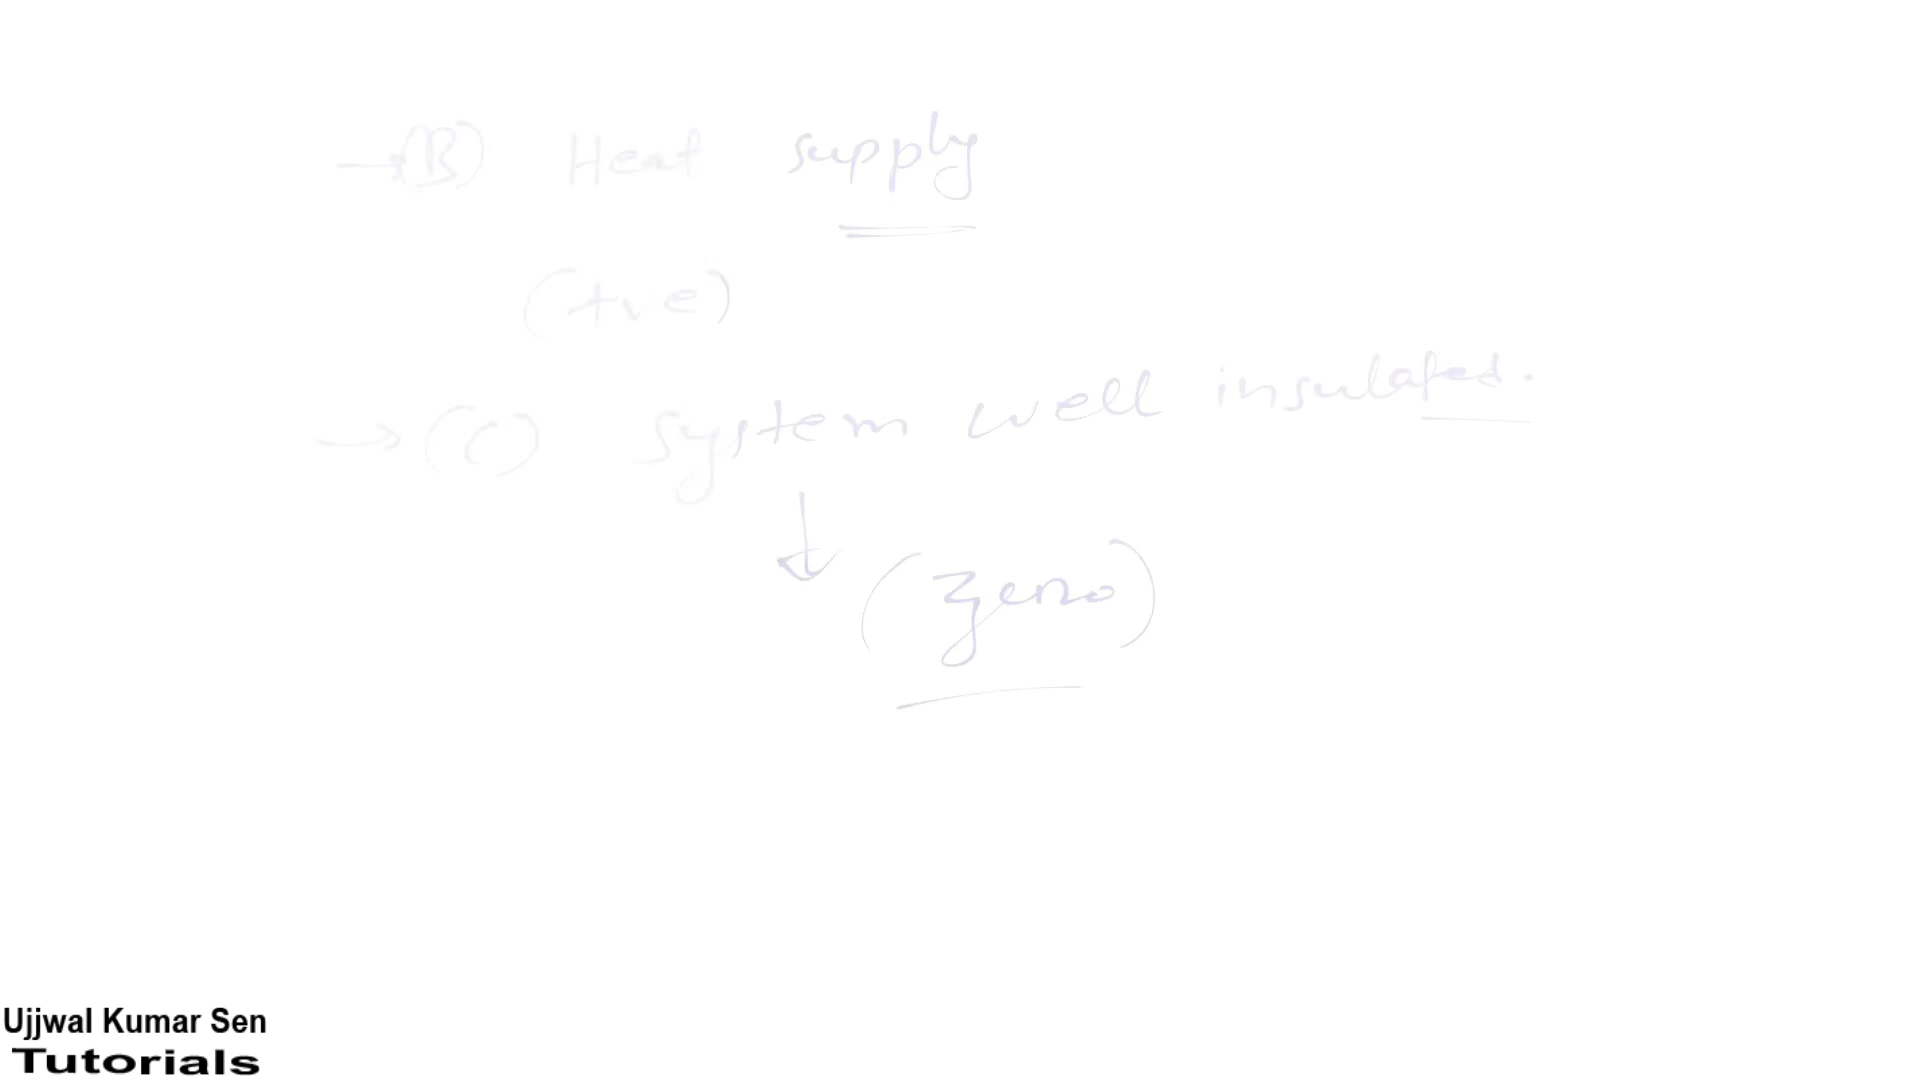 →(B) Heat supply
(+ve)
→(C) System well insulated.
↓
(Zero)
Ujjwal Kumar Sen
Tutorials